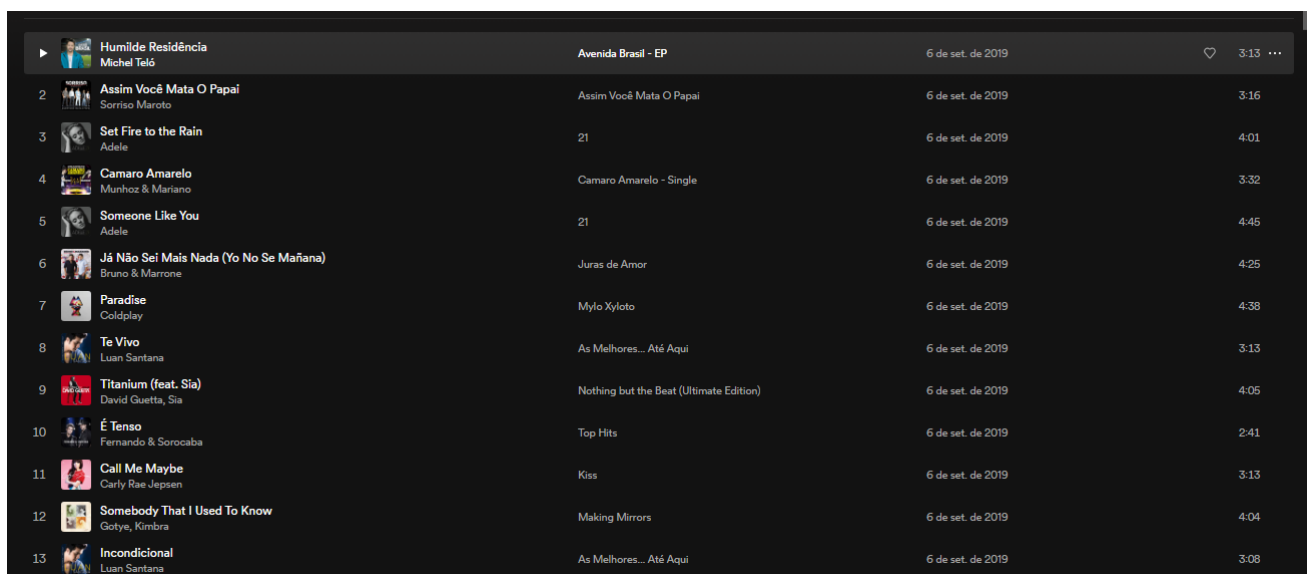 Humilde Residência
Michel Teló
Avenida Brasil - EP
6 de set. de 2019
3:13
2
Assim Você Mata O Papai
Sorriso Maroto
Assim Você Mata O Papai
6 de set. de 2019
3:16
3
Set Fire to the Rain
Adele
21
6 de set. de 2019
4:01
4
Camaro Amarelo
Munhoz & Mariano
Camaro Amarelo - Single
6 de set. de 2019
3:32
5
Someone Like You
Adele
21
6 de set. de 2019
4:45
6
Já Não Sei Mais Nada (Yo No Se Mañana)
Bruno & Marrone
Juras de Amor
6 de set. de 2019
4:25
7
Paradise
Coldplay
Mylo Xyloto
6 de set. de 2019
4:38
8
Te Vivo
Luan Santana
As Melhores... Até Aqui
6 de set. de 2019
3:13
9
Titanium (feat. Sia)
David Guetta, Sia
Nothing but the Beat (Ultimate Edition)
6 de set. de 2019
4:05
10
É Tenso
Fernando & Sorocaba
Top Hits
6 de set. de 2019
2:41
11
Call Me Maybe
Carly Rae Jepsen
Kiss
6 de set. de 2019
3:13
12
Somebody That I Used To Know
Gotye, Kimbra
Making Mirrors
6 de set. de 2019
4:04
13
Incondicional
Luan Santana
As Melhores... Até Aqui
6 de set. de 2019
3:08